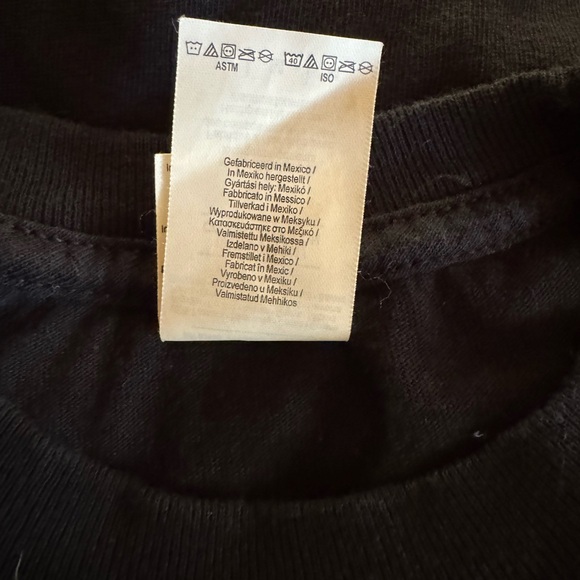 ASTM
40
ISO
Gefabriceerd in Mexico /
In Mexiko hergestellt /
Gyártási hely: Mexikó /
Fabbricato in Messico /
Tillverkad i Mexiko /
Wyprodukowane w Meksyku /
Κατασκευάστηκε στο Μεξικό /
Valmistettu Meksikossa /
Izdelano v Mehiki /
Fremstillet i Mexico /
Fabricat în Mexic /
Vyrobeno v Mexiku /
Proizvedeno u Meksiku /
Valmistatud Mehhikos